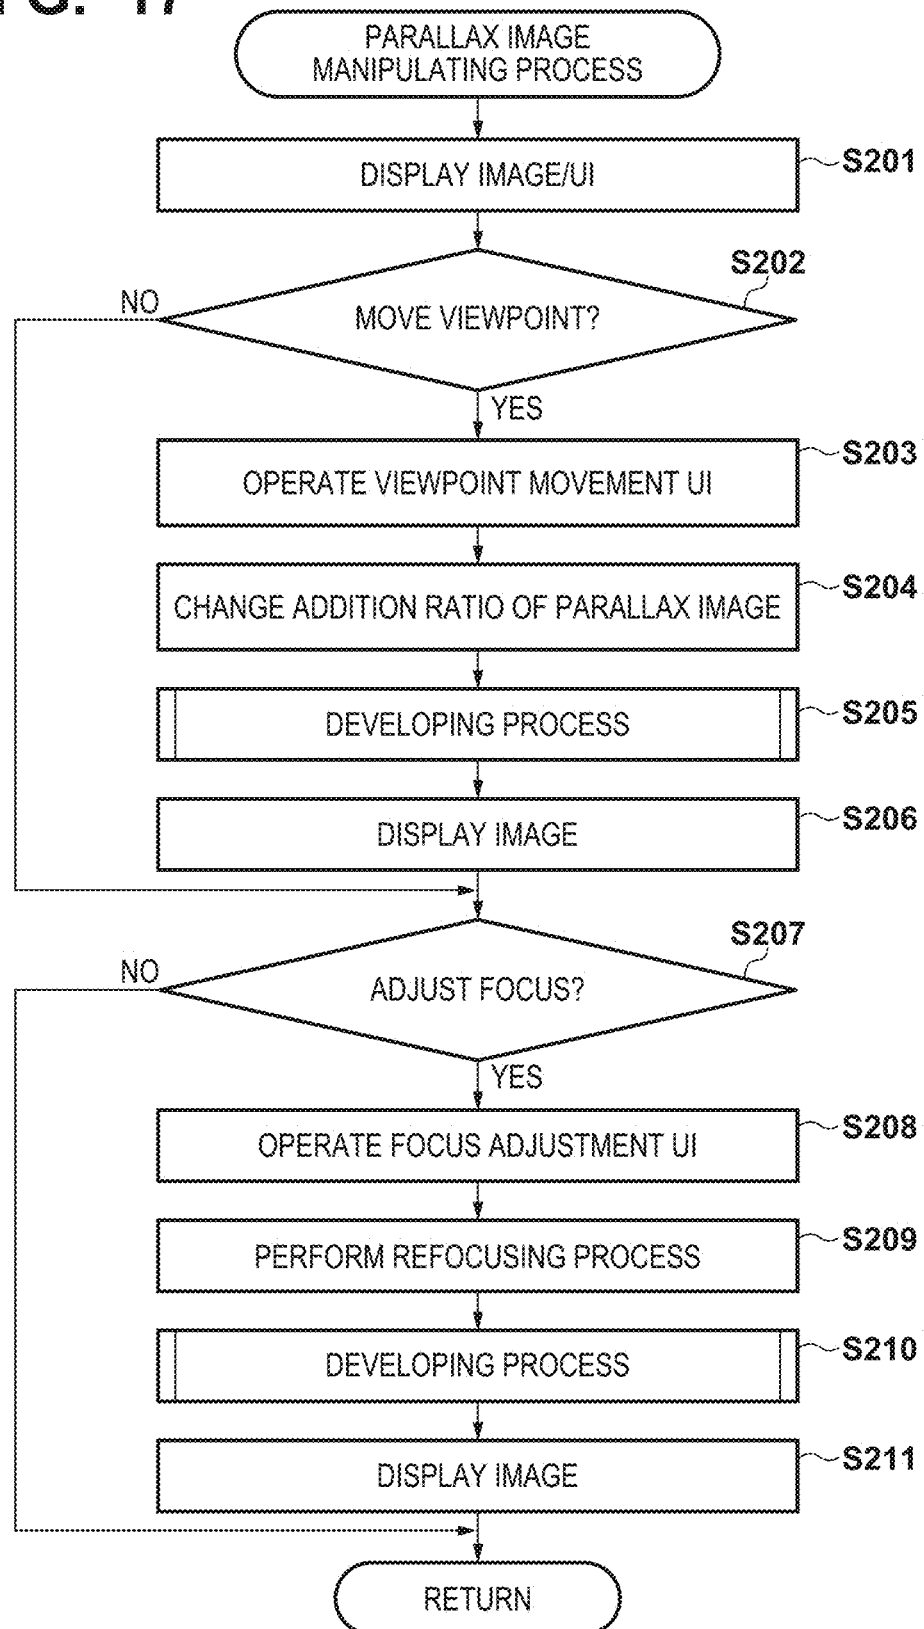 PARALLAX IMAGE
MANIPULATING PROCESS
DISPLAY IMAGE/UI
S201
S202
NO
MOVE VIEWPOINT?
YES
S203
OPERATE VIEWPOINT MOVEMENT UI
S204
CHANGE ADDITION RATIO OF PARALLAX IMAGE
S205
DEVELOPING PROCESS
S206
DISPLAY IMAGE
S207
NO
ADJUST FOCUS?
YES
S208
OPERATE FOCUS ADJUSTMENT UI
S209
PERFORM REFOCUSING PROCESS
S210
DEVELOPING PROCESS
S211
DISPLAY IMAGE
RETURN